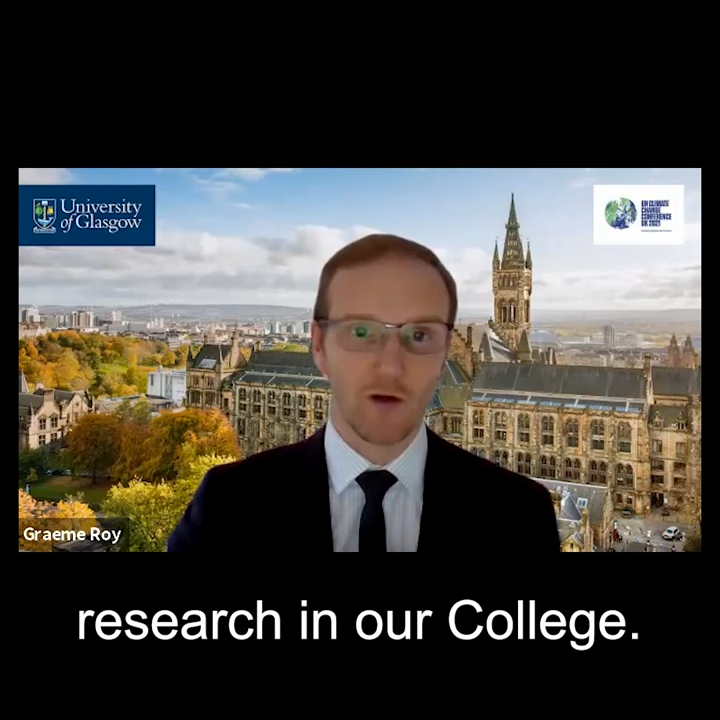 University
of Glasgow
UN CLIMATE
CHANGE
CONFERENCE
UK 2021
Graeme Roy
research in our College.